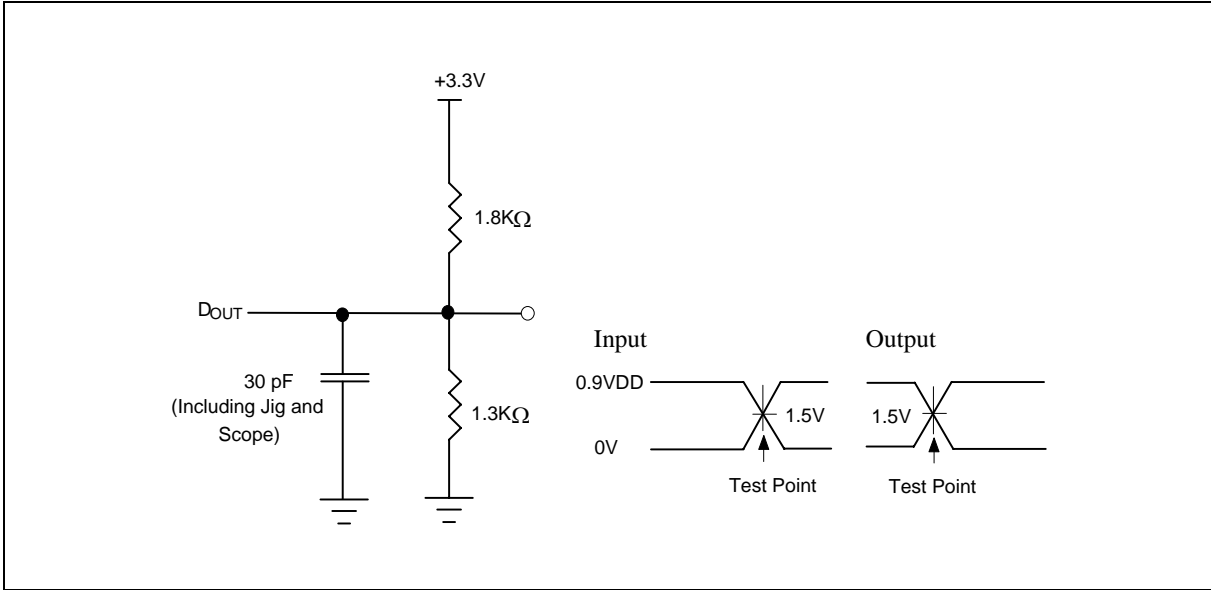 +3.3V
1.8KΩ
DOUT
30 pF
(Including Jig and
Scope)
1.3KΩ
Input
Output
0.9VDD
1.5V
1.5V
0V
Test Point
Test Point